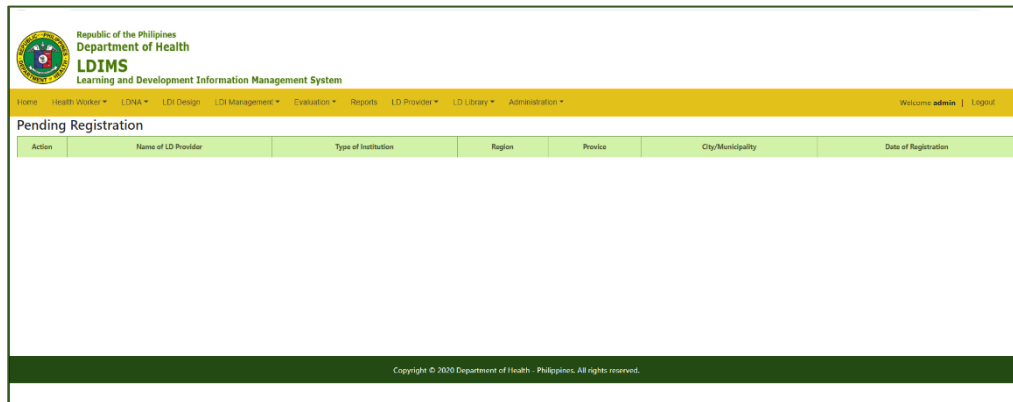 Republic of the Philipines
Department of Health
LDIMS
Learning and Development Information Management System
Home Health Worker LDNA LDI Design LDI Management Evaluation Reports LD Provider LD Library Administration Welcome admin | Logout
Pending Registration
Action Name of LD Provider Type of Institution Region Provice City/Municipality Date of Registration
Copyright © 2020 Department of Health - Philippines. All rights reserved.